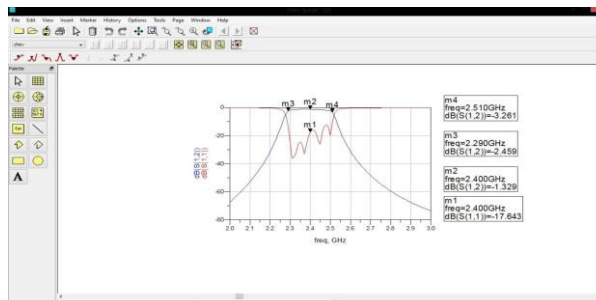 File Edit View Insert Marker History Options Tools Page Window Help
Palette
A
m3 m2 m4
m1
0
-20
-40
-60
-80
dB(S(1,2))
dB(S(1,1))
2.0 2.1 2.2 2.3 2.4 2.5 2.6 2.7 2.8 2.9 3.0
freq, GHz
m4
freq=2.510GHz
dB(S(1,2))=-3.261
m3
freq=2.290GHz
dB(S(1,2))=-2.459
m2
freq=2.400GHz
dB(S(1,2))=-1.329
m1
freq=2.400GHz
dB(S(1,1))=-17.643